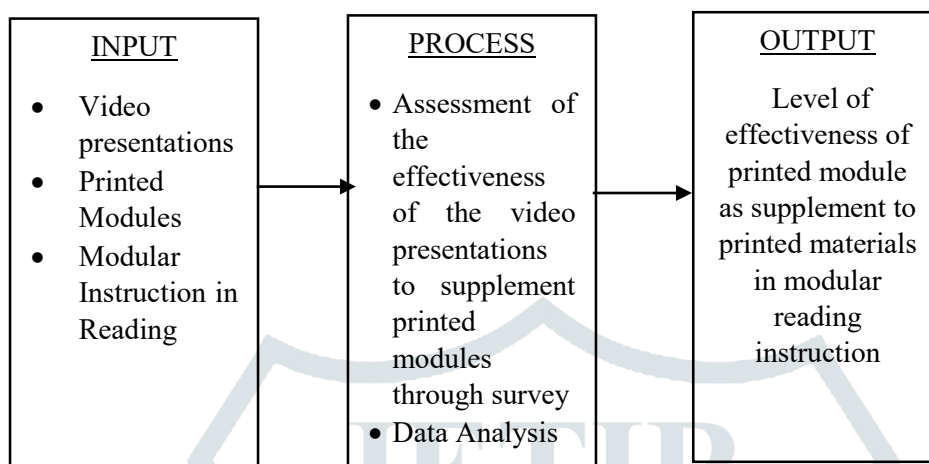 INPUT
• Video
presentations
• Printed
Modules
• Modular
Instruction in
Reading
PROCESS
• Assessment of
the
effectiveness
of the video
presentations
to supplement
printed
modules
through survey
• Data Analysis
OUTPUT
Level of
effectiveness of
printed module
as supplement to
printed materials
in modular
reading
instruction
JETIR